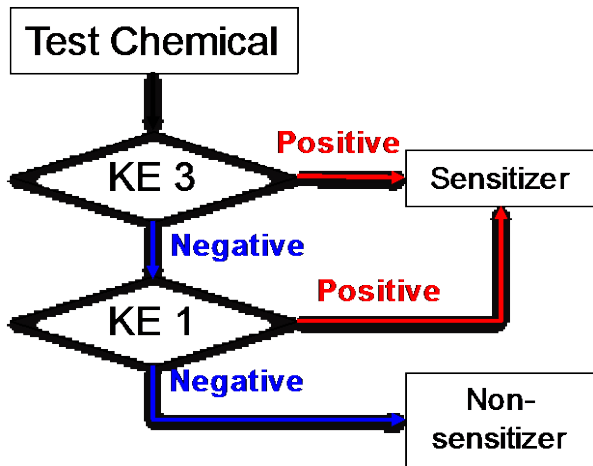 Test Chemical
Positive
KE 3
Sensitizer
Negative
Positive
KE 1
Negative
Non-
sensitizer